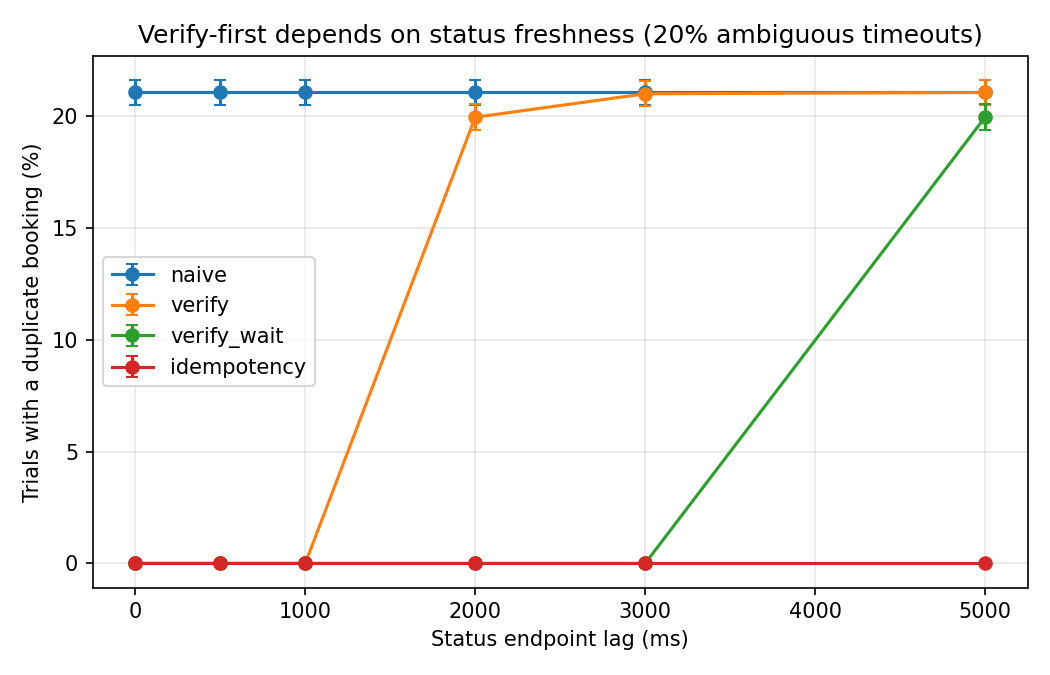 Verify-first depends on status freshness (20% ambiguous timeouts)
Trials with a duplicate booking (%)
20
15
10
5
0
naive
verify
verify_wait
idempotency
0 1000 2000 3000 4000 5000
Status endpoint lag (ms)